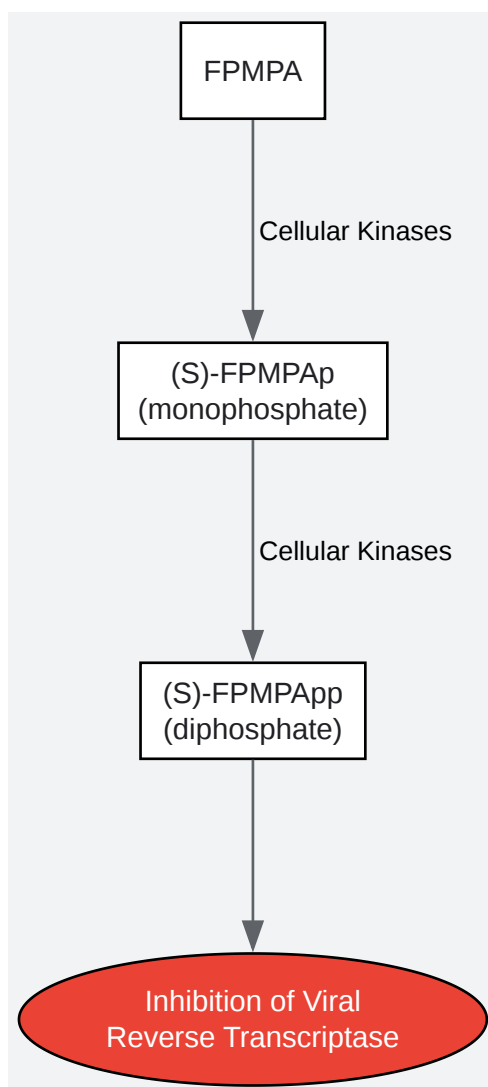 FPMPA
Cellular Kinases
(S)-FPMPAp
(monophosphate)
Cellular Kinases
(S)-FPMPApp
(diphosphate)
Inhibition of Viral
Reverse Transcriptase